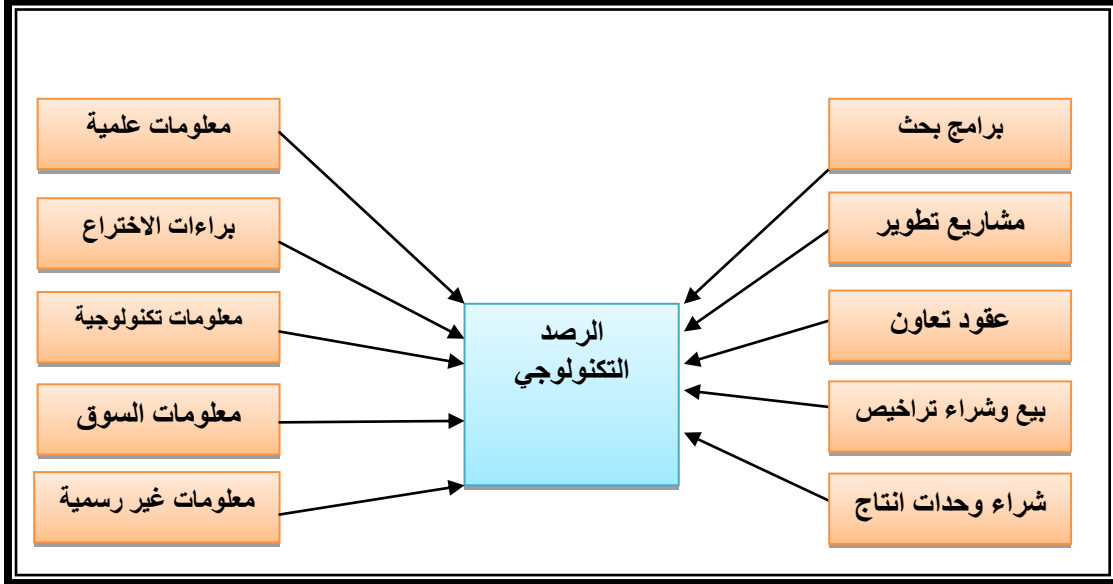 برامج بحث
مشاريع تطوير
عقود تعاون
بيع وشراء تراخيص
شراء وحدات انتاج
الرصد
التكنولوجي
معلومات علمية
براءات الاختراع
معلومات تكنولوجية
معلومات السوق
معلومات غير رسمية